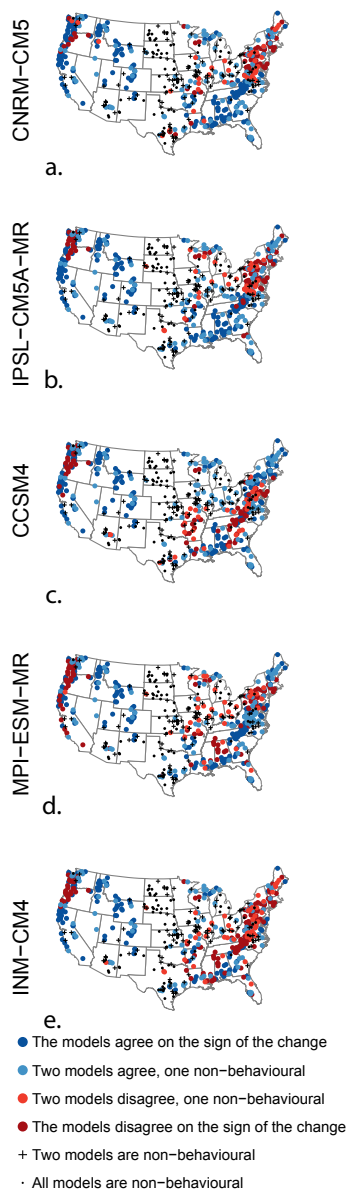 CNRM−CM5
a.
IPSL−CM5A−MR
b.
CCSM4
c.
MPI−ESM−MR
d.
INM−CM4
e.
The models agree on the sign of the change
Two models agree, one non−behavioural
Two models disagree, one non−behavioural
The models disagree on the sign of the change
+ Two models are non−behavioural
· All models are non−behavioural